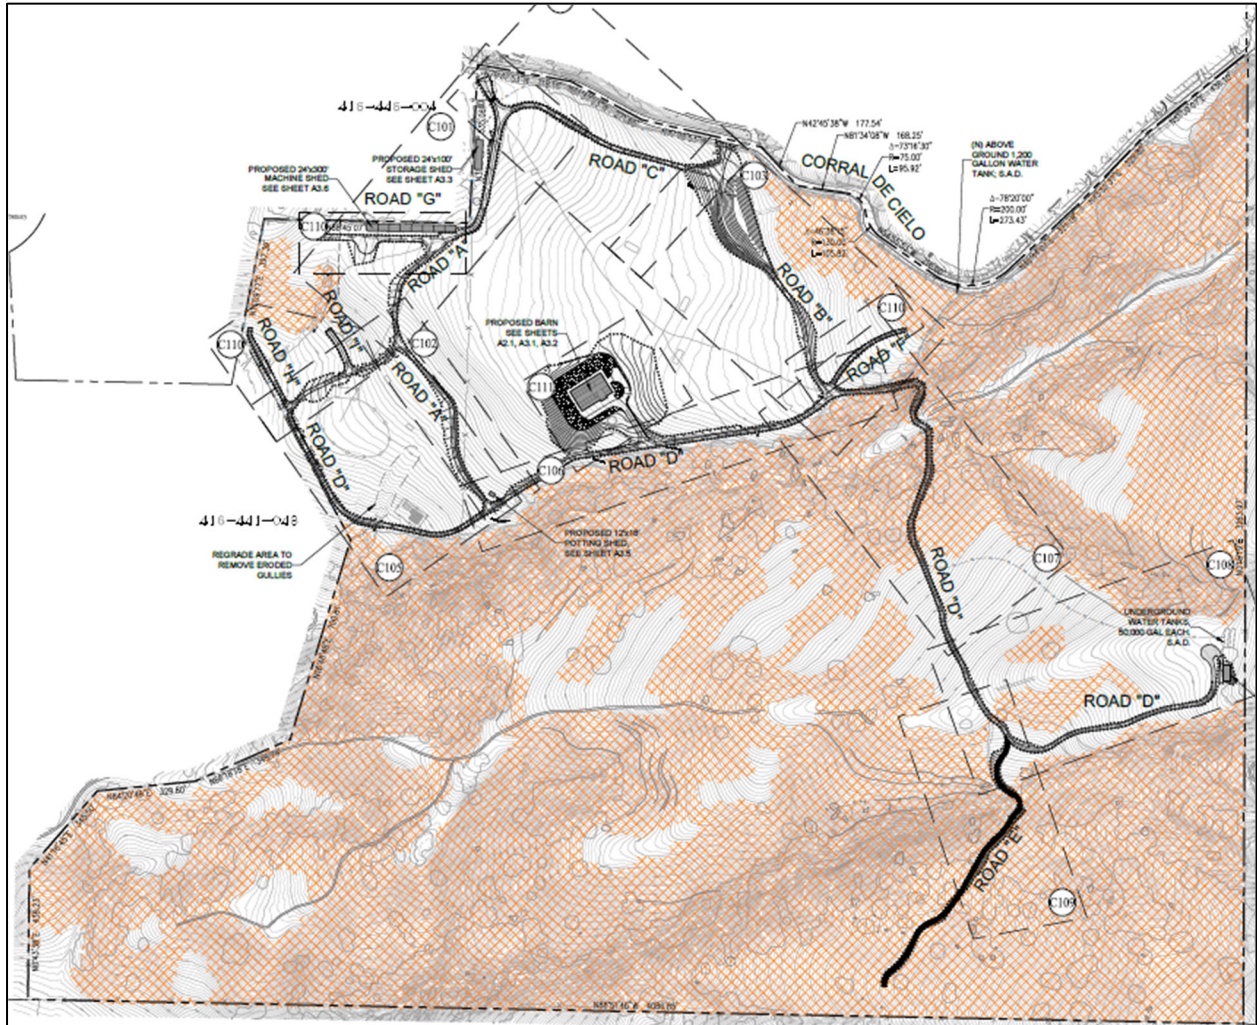 416-446-004
C101
PROPOSED 24'x100'
STORAGE SHED
SEE SHEET A3.3
PROPOSED 24'x300'
MACHINE SHED
SEE SHEET A3.6
ROAD "G"
C110
ROAD "C"
C103
N42°45'38"W 177.54'
N81°34'08"W 168.25'
Δ=73°16'30"
R=75.00'
L=95.92'
CORRAL DE CIELO
(N) ABOVE
GROUND 1,200
GALLON WATER
TANK; S.A.D.
Δ=78°20'00"
R=200.00'
L=273.43'
R=130.00'
ROAD "A"
ROAD "B"
C110
ROAD "F"
PROPOSED BARN
SEE SHEETS
A2.1, A3.1, A3.2
C111
C110
ROAD "H"
ROAD "I"
C102
ROAD "A"
ROAD "D"
C106
ROAD "D"
416-441-048
REGRADE AREA TO
REMOVE ERODED
GULLIES
C105
PROPOSED 12'x16'
POTTING SHED,
SEE SHEET A3.5
ROAD "D"
C107
C108
UNDERGROUND
WATER TANKS,
50,000 GAL EACH,
S.A.D.
ROAD "D"
ROAD "E"
C109